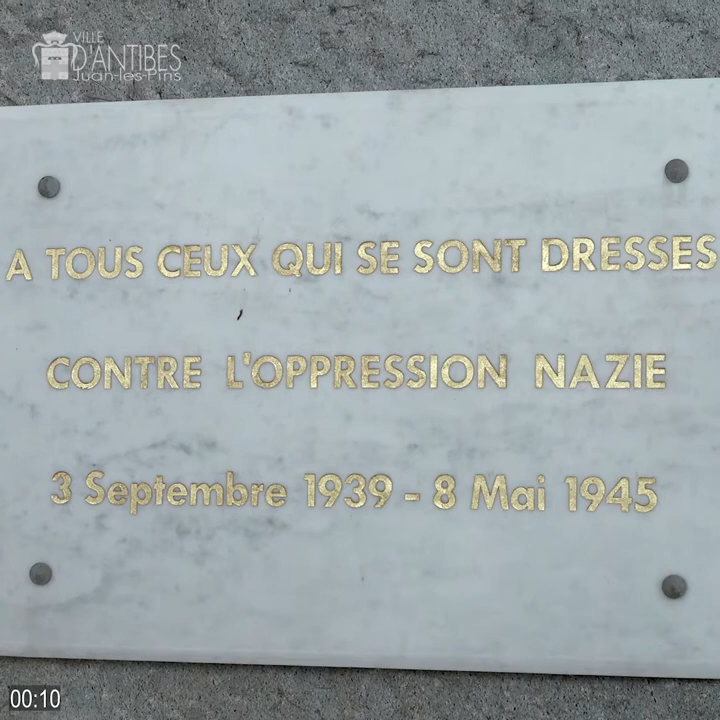 VILLE
D'ANTIBES
Juan-les-Pins
A TOUS CEUX QUI SE SONT DRESSES
CONTRE L'OPPRESSION NAZIE
3 Septembre 1939 - 8 Mai 1945
00:10